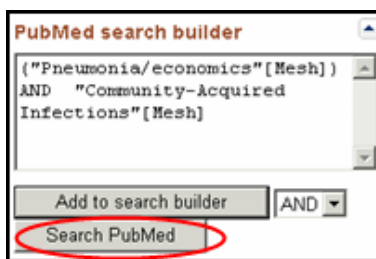 PubMed search builder
("Pneumonia/economics"[Mesh])
AND "Community-Acquired
Infections"[Mesh]
Add to search builder AND
Search PubMed